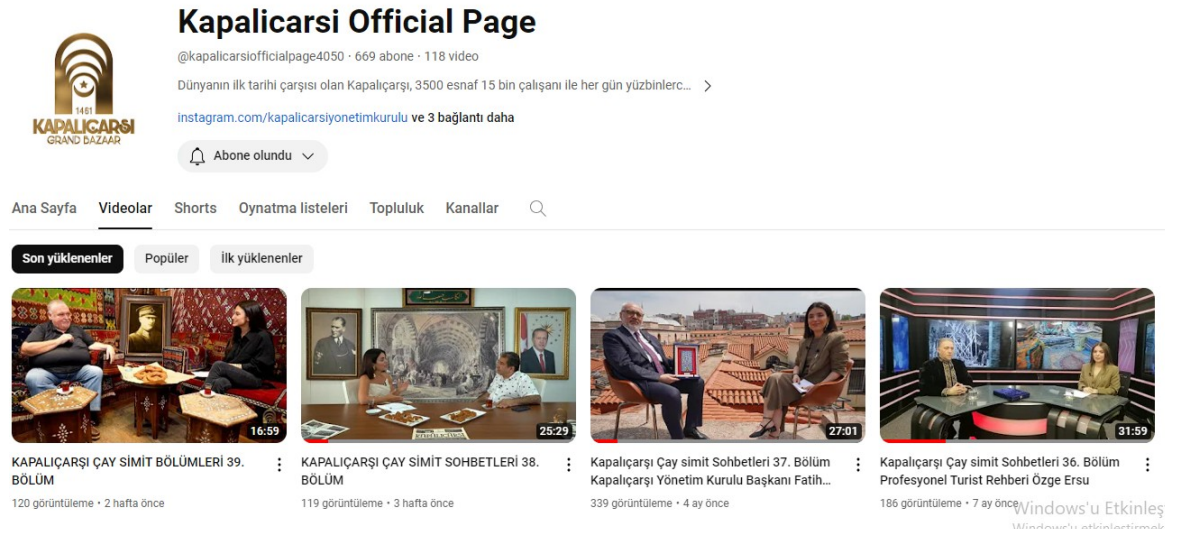 Kapalicarsi Official Page
@kapalicarsiofficialpage4050 · 669 abone · 118 video
Dünyanın ilk tarihi çarşısı olan Kapalıçarşı, 3500 esnaf 15 bin çalışanı ile her gün yüzbinlerc...
1461
KAPALICARSI
GRAND BAZAAR
instagram.com/kapalicarsiyonetimkurulu ve 3 bağlantı daha
Abone olundu
Ana Sayfa Videolar Shorts Oynatma listeleri Topluluk Kanallar
Son yüklenenler Popüler İlk yüklenenler
16:59 25:29 27:01 31:59
KAPALIÇARŞI ÇAY SİMİT BÖLÜMLERİ 39.
BÖLÜM
120 görüntüleme • 2 hafta önce
KAPALIÇARŞI ÇAY SİMİT SOHBETLERİ 38.
BÖLÜM
119 görüntüleme • 3 hafta önce
Kapalıçarşı Çay simit Sohbetleri 37. Bölüm
Kapalıçarşı Yönetim Kurulu Başkanı Fatih...
339 görüntüleme • 4 ay önce
Kapalıçarşı Çay simit Sohbetleri 36. Bölüm
Profesyonel Turist Rehberi Özge Ersu
186 görüntüleme • 7 ay önce
Windows'u Etkinleş
Windows'u etkinleştirmek